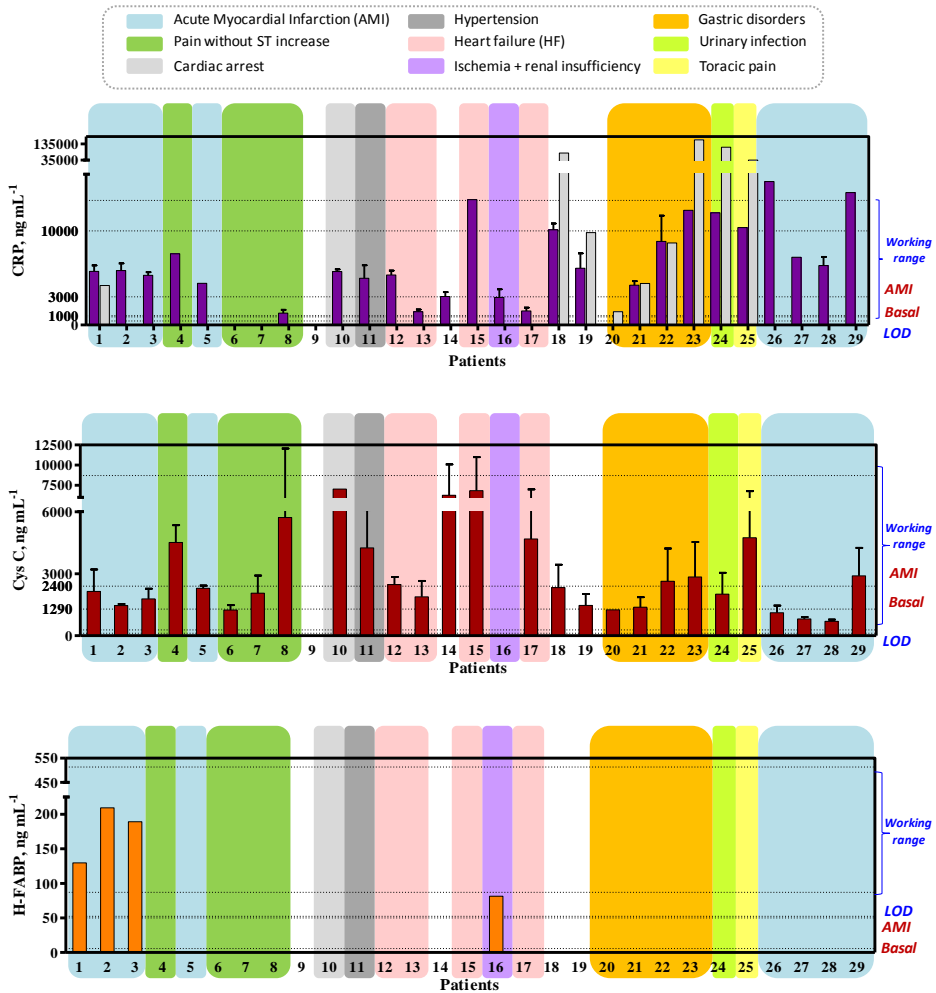 Acute Myocardial Infarction (AMI) Hypertension Gastric disorders
Pain without ST increase Heart failure (HF) Urinary infection
Cardiac arrest Ischemia + renal insufficiency Toracic pain
CRP, ng mL⁻¹
135000
35000
10000
3000
1000
0
Working
range
AMI
Basal
LOD
1 2 3 4 5 6 7 8 9 10 11 12 13 14 15 16 17 18 19 20 21 22 23 24 25 26 27 28 29
Patients
Cys C, ng mL⁻¹
12500
10000
7500
6000
3000
2400
1290
0
Working
range
AMI
Basal
LOD
1 2 3 4 5 6 7 8 9 10 11 12 13 14 15 16 17 18 19 20 21 22 23 24 25 26 27 28 29
Patients
H-FABP, ng mL⁻¹
550
450
200
150
100
50
0
Working
range
LOD
AMI
Basal
1 2 3 4 5 6 7 8 9 10 11 12 13 14 15 16 17 18 19 20 21 22 23 24 25 26 27 28 29
Patients